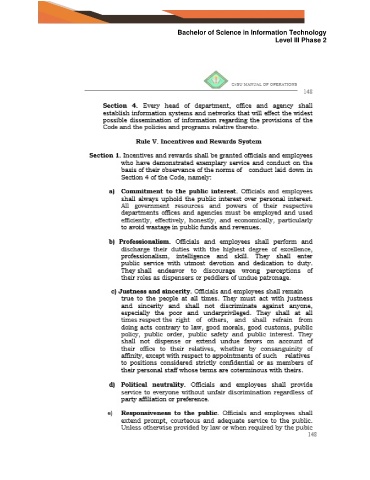 Bachelor of Science in Information Technology
Level III Phase 2
CvSU MANUAL OF OPERATIONS
142
Section 4. Every head of department, office and agency shall
establish information systems and networks that will effect the widest
possible dissemination of information regarding the provisions of the
Code and the policies and programs relative thereto.
Rule V. Incentives and Rewards System
Section 1. Incentives and rewards shall be granted officials and employees
who have demonstrated exemplary service and conduct on the
basis of their observance of the norms of conduct laid down in
Section 4 of the Code, namely:
a) Commitment to the public interest. Officials and employees
shall always uphold the public interest over personal interest.
All government resources and powers of their respective
departments offices and agencies must be employed and used
efficiently, effectively, honestly, and economically, particularly
to avoid wastage in public funds and revenues.
b) Professionalism. Officials and employees shall perform and
discharge their duties with the highest degree of excellence,
professionalism, intelligence and skill. They shall enter
public service with utmost devotion and dedication to duty.
They shall endeavor to discourage wrong perceptions of
their roles as dispensers or peddlers of undue patronage.
c) Justness and sincerity. Officials and employees shall remain
true to the people at all times. They must act with justness
and sincerity and shall not discriminate against anyone,
especially the poor and underprivileged. They shall at all
times respect the right of others, and shall refrain from
doing acts contrary to law, good morals, good customs, public
policy, public order, public safety and public interest. They
shall not dispense or extend undue favors on account of
their office to their relatives, whether by consanguinity of
affinity, except with respect to appointments of such relatives
to positions considered strictly confidential or as members of
their personal staff whose terms are coterminous with theirs.
d) Political neutrality. Officials and employees shall provide
service to everyone without unfair discrimination regardless of
party affiliation or preference.
e) Responsiveness to the public. Officials and employees shall
extend prompt, courteous and adequate service to the public.
Unless otherwise provided by law or when required by the pubic
142